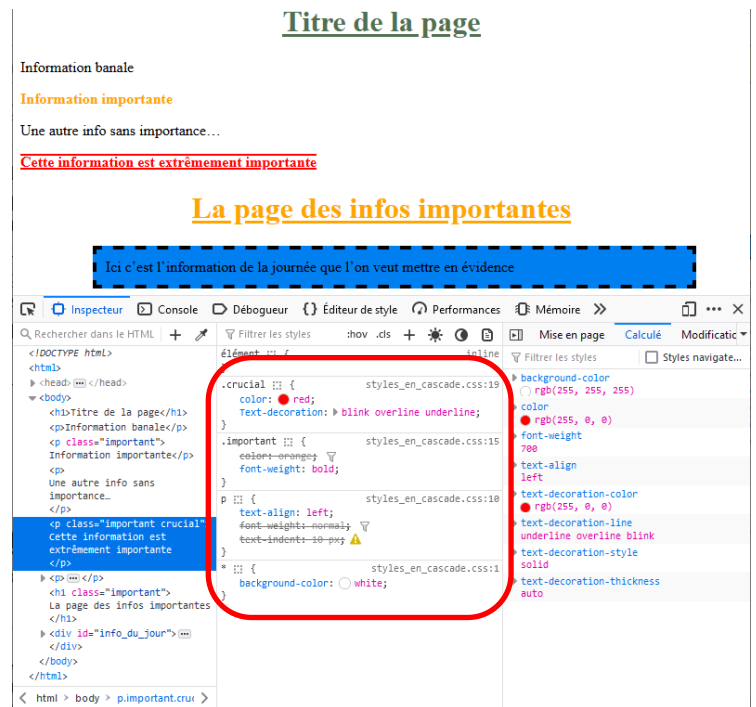 Titre de la page
Information banale
Information importante
Une autre info sans importance…
Cette information est extrêmement importante
La page des infos importantes
Ici c'est l'information de la journée que l'on veut mettre en évidence
Inspecteur Console Débogueur {} Éditeur de style Performances Mémoire
Rechercher dans le HTML +
<!DOCTYPE html>
<html>
<head> </head>
<body>
<h1>Titre de la page</h1>
<p>Information banale</p>
<p class="important">
Information importante</p>
<p>
Une autre info sans
importance…
</p>
<p class="important crucial"
Cette information est
extrêmement importante
</p>
<p> </p>
<h1 class="important">
La page des infos importantes
</h1>
<div id="info_du_jour">
</div>
</body>
</html>
html > body > p.important.cruc
Filtrer les styles :hov .cls +
élément { inline
}
.crucial { styles_en_cascade.css:19
color: red;
Text-decoration: blink overline underline;
}
.important { styles_en_cascade.css:15
color: orange;
font-weight: bold;
}
p { styles_en_cascade.css:10
text-align: left;
font-weight: normal;
text-indent: 10 px;
}
* { styles_en_cascade.css:1
background-color: white;
}
Mise en page Calculé Modificatic
Filtrer les styles Styles navigate...
background-color
rgb(255, 255, 255)
color
rgb(255, 0, 0)
font-weight
700
text-align
left
text-decoration-color
rgb(255, 0, 0)
text-decoration-line
underline overline blink
text-decoration-style
solid
text-decoration-thickness
auto